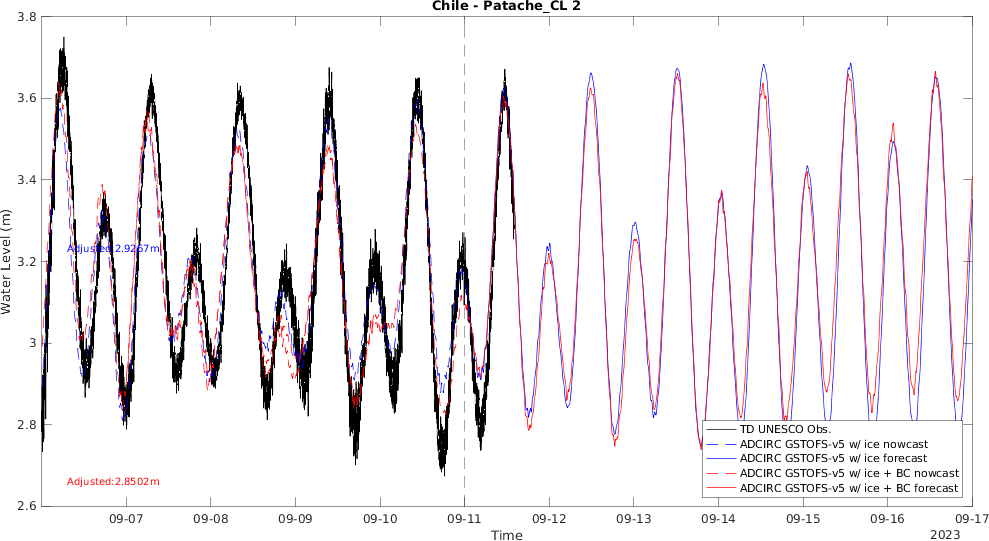 Chile - Patache_CL 2
3.8
3.6
3.4
3.2
3
2.8
2.6
Water Level (m)
Adjusted:2.9267m
Adjusted:2.8502m
TD UNESCO Obs.
ADCIRC GSTOFS-v5 w/ ice nowcast
ADCIRC GSTOFS-v5 w/ ice forecast
ADCIRC GSTOFS-v5 w/ ice + BC nowcast
ADCIRC GSTOFS-v5 w/ ice + BC forecast
09-07 09-08 09-09 09-10 09-11 09-12 09-13 09-14 09-15 09-16 09-17
Time
2023